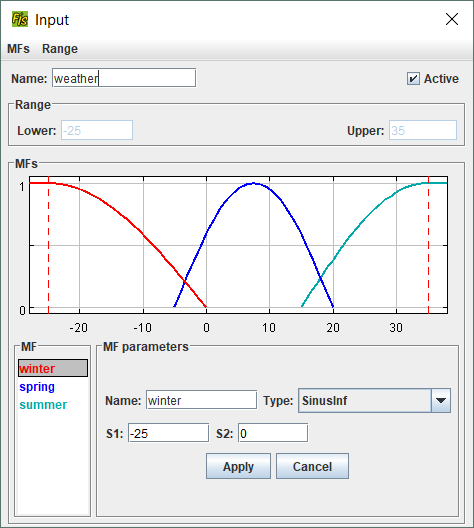 Fis Input
MFs Range
Name: weather Active
Range
Lower: -25 Upper: 35
MFs
1
0
-20 -10 0 10 20 30
MF
winter
spring
summer
MF parameters
Name: winter Type: SinusInf
S1: -25 S2: 0
Apply Cancel